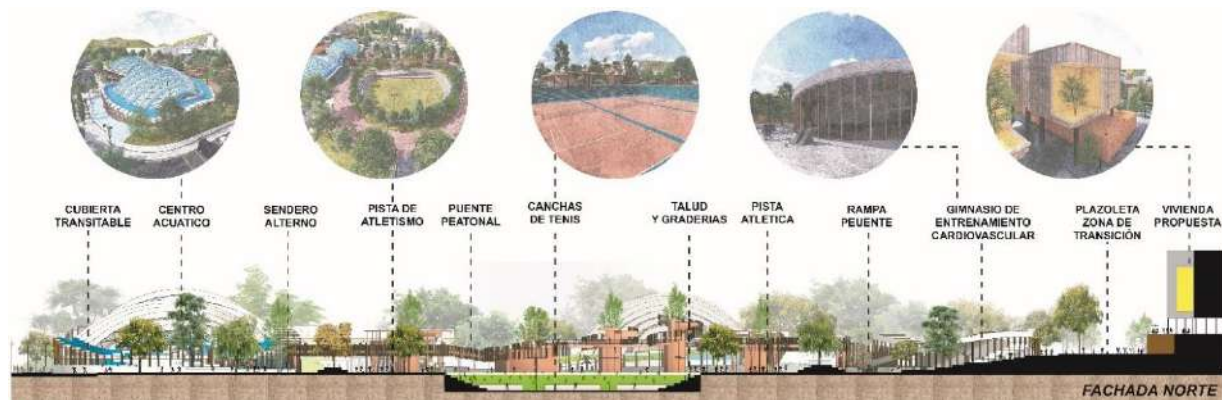 CUBIERTA
TRANSITABLE
CENTRO
ACUATICO
SENDERO
ALTERNO
PISTA DE
ATLETISMO
PUENTE
PEATONAL
CANCHAS
DE TENIS
TALUD
Y GRADERIAS
PISTA
ATLETICA
RAMPA
PEUENTE
GIMNASIO DE
ENTRENAMIENTO
CARDIOVASCULAR
PLAZOLETA
ZONA DE
TRANSICIÓN
VIVIENDA
PROPUESTA
FACHADA NORTE